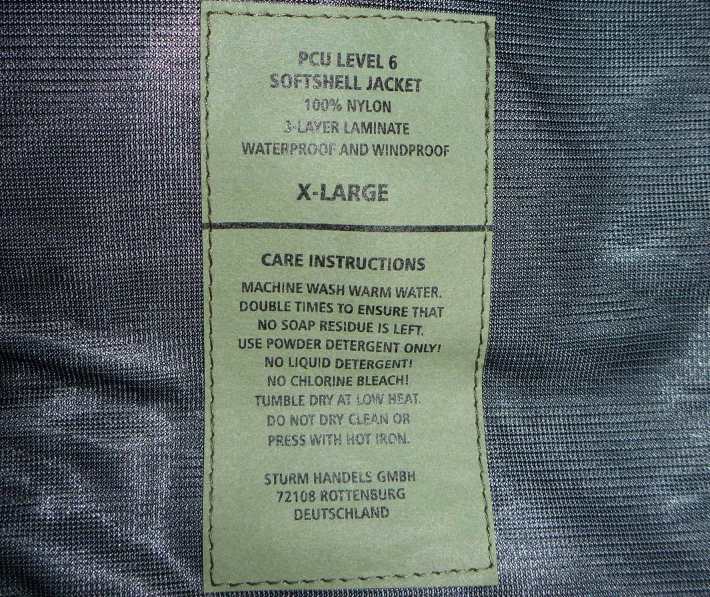 PCU LEVEL 6
SOFTSHELL JACKET
100% NYLON
3-LAYER LAMINATE
WATERPROOF AND WINDPROOF
X-LARGE
CARE INSTRUCTIONS
MACHINE WASH WARM WATER.
DOUBLE TIMES TO ENSURE THAT
NO SOAP RESIDUE IS LEFT.
USE POWDER DETERGENT ONLY!
NO LIQUID DETERGENT!
NO CHLORINE BLEACH!
TUMBLE DRY AT LOW HEAT.
DO NOT DRY CLEAN OR
PRESS WITH HOT IRON.
STURM HANDELS GMBH
72108 ROTTENBURG
DEUTSCHLAND